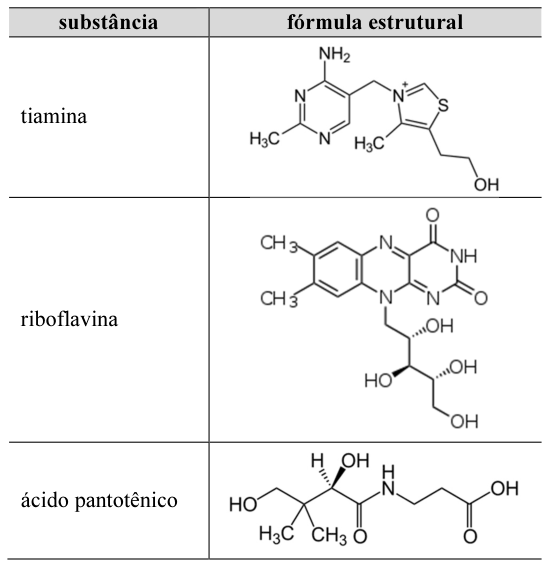 substância fórmula estrutural
NH₂
N N⁺
S
tiamina
H₃C N H₃C
OH
O
CH₃ N NH
CH₃ N N O
riboflavina
OH
HO OH
OH
H OH H
HO N OH
ácido pantotênico
H₃C CH₃ O O